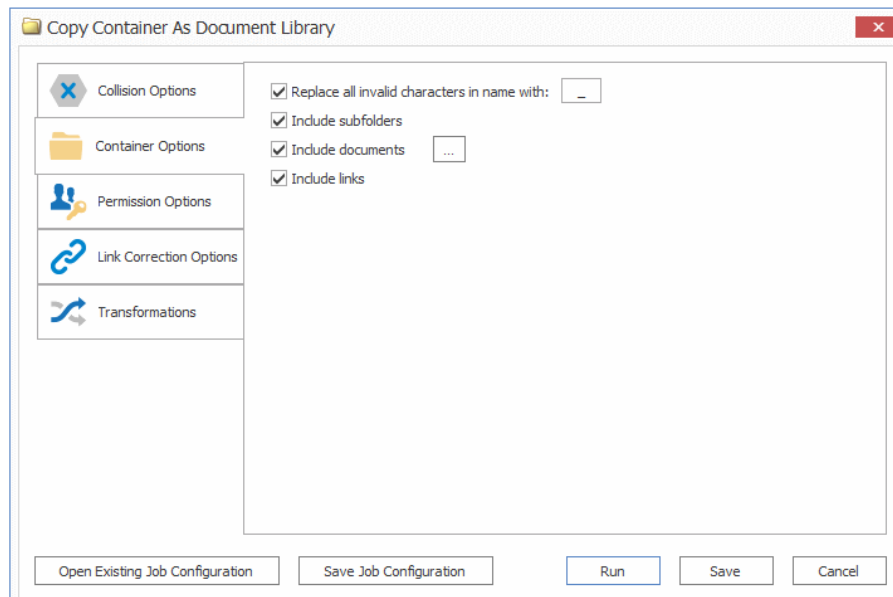 Copy Container As Document Library
Collision Options
Container Options
Permission Options
Link Correction Options
Transformations
Replace all invalid characters in name with: _
Include subfolders
Include documents ...
Include links
Open Existing Job Configuration Save Job Configuration Run Save Cancel